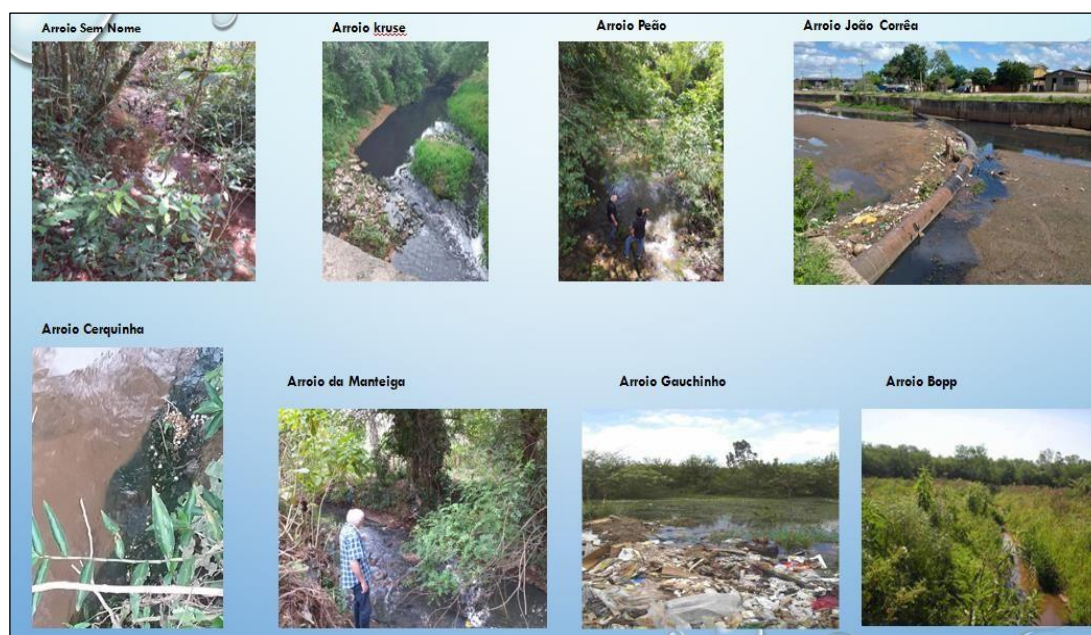 Arroio Sem Nome
Arroio kruse
Arroio Peão
Arroio João Corrêa
Arroio Cerquinha
Arroio da Manteiga
Arroio Gauchinho
Arroio Bopp